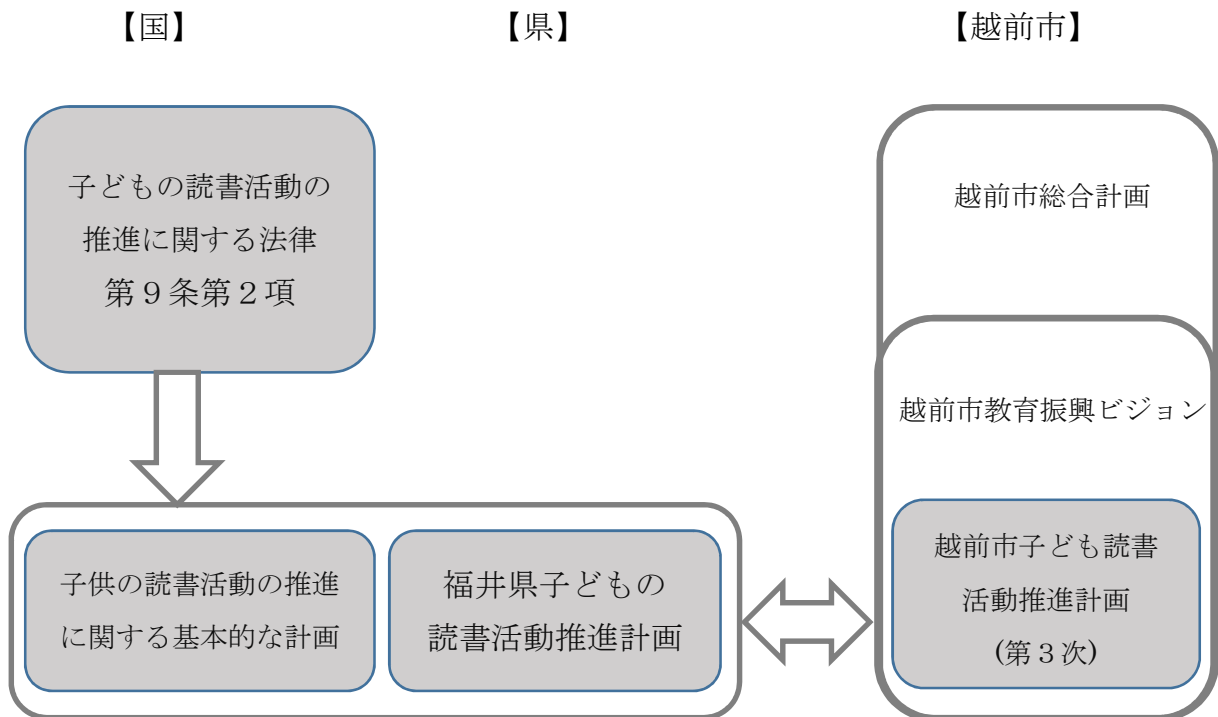 【国】
【県】
【越前市】
子どもの読書活動の
推進に関する法律
第９条第２項
越前市総合計画
越前市教育振興ビジョン
子供の読書活動の推進
に関する基本的な計画
福井県子どもの
読書活動推進計画
越前市子ども読書
活動推進計画
(第３次)